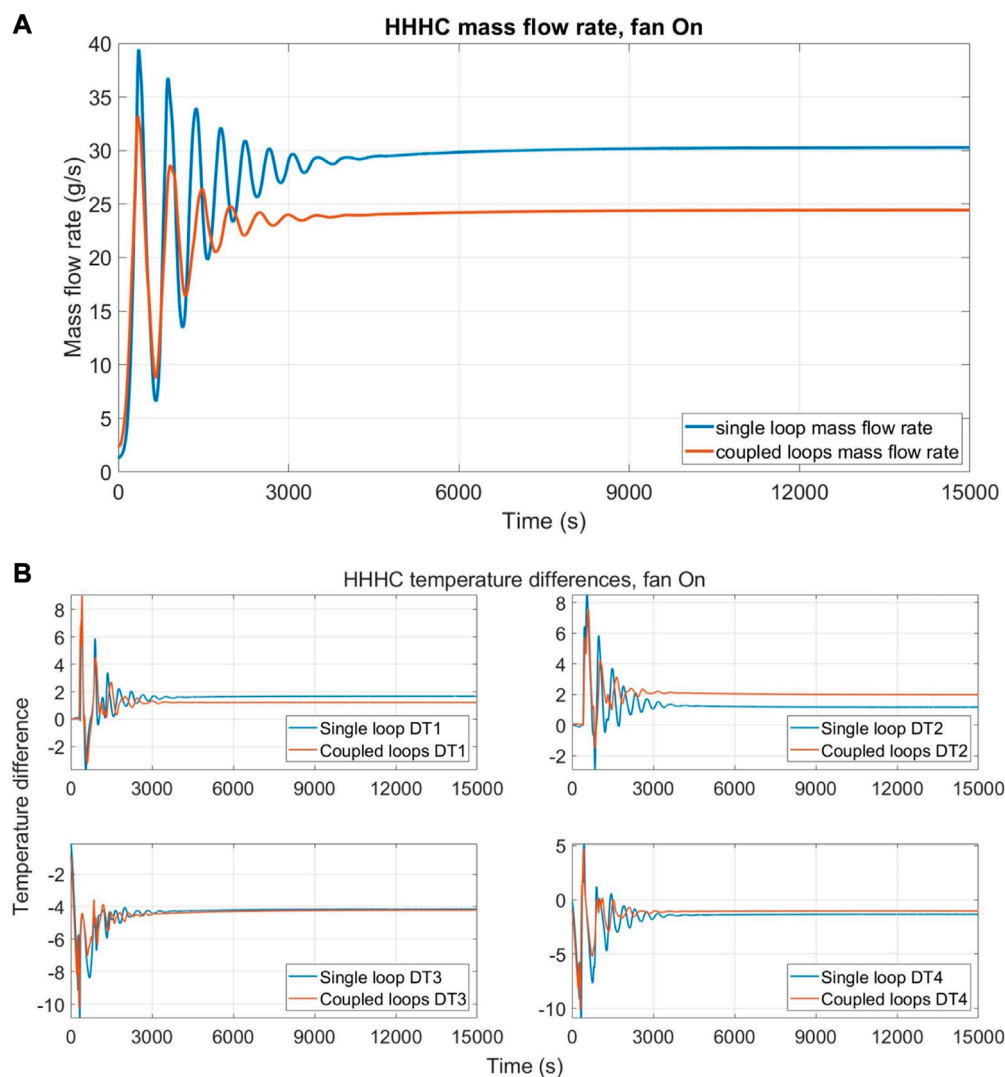 A
HHHC mass flow rate, fan On
40
35
30
25
20
15
10
5
0
Mass flow rate (g/s)
single loop mass flow rate
coupled loops mass flow rate
0 3000 6000 9000 12000 15000
Time (s)
B
HHHC temperature differences, fan On
Temperature difference
8
6
4
2
0
-2
Single loop DT1
Coupled loops DT1
0 3000 6000 9000 12000 15000
8
6
4
2
0
-2
Single loop DT2
Coupled loops DT2
0 3000 6000 9000 12000 15000
-2
-4
-6
-8
-10
Single loop DT3
Coupled loops DT3
0 3000 6000 9000 12000 15000
5
0
-5
-10
Single loop DT4
Coupled loops DT4
0 3000 6000 9000 12000 15000
Time (s)